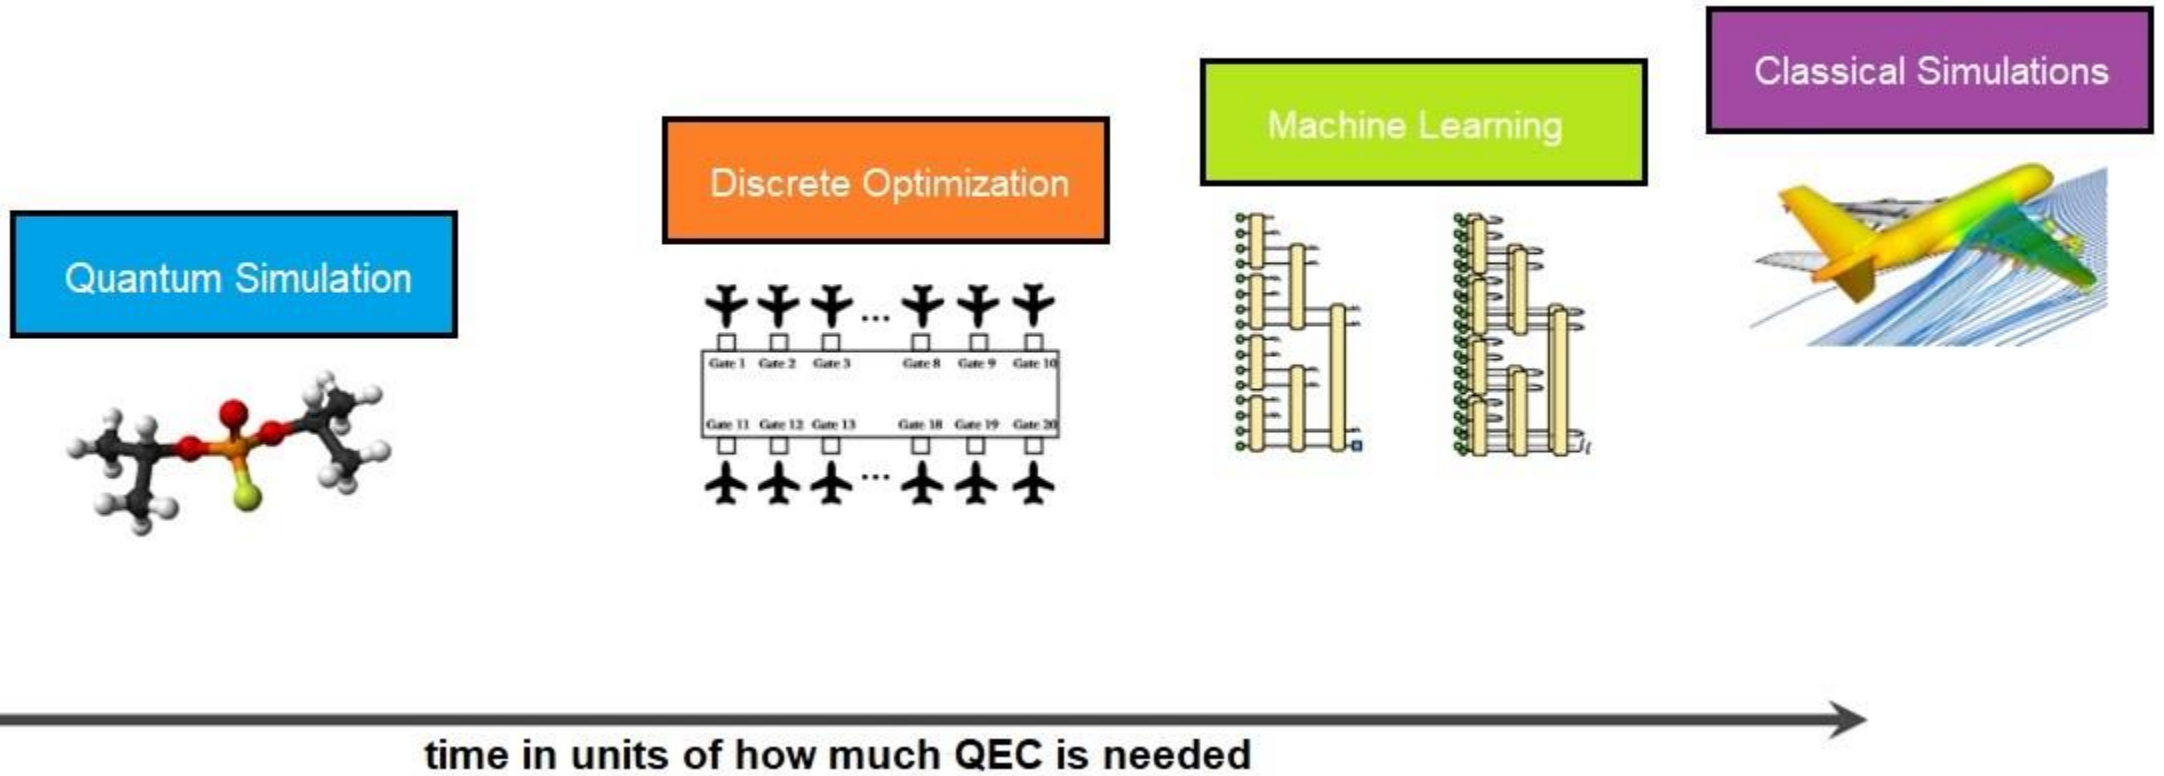 Quantum Simulation
Discrete Optimization
Machine Learning
Classical Simulations
Gate 1 Gate 2 Gate 3 ... Gate 8 Gate 9 Gate 10
Gate 11 Gate 12 Gate 13 ... Gate 18 Gate 19 Gate 20
time in units of how much QEC is needed